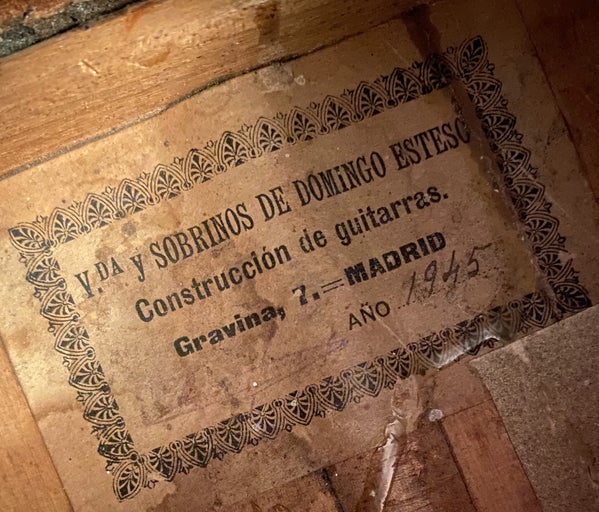 V.DA y SOBRINOS DE DOMINGO ESTESO
Construcción de guitarras.
Gravina, 7.=MADRID
AÑO 1945